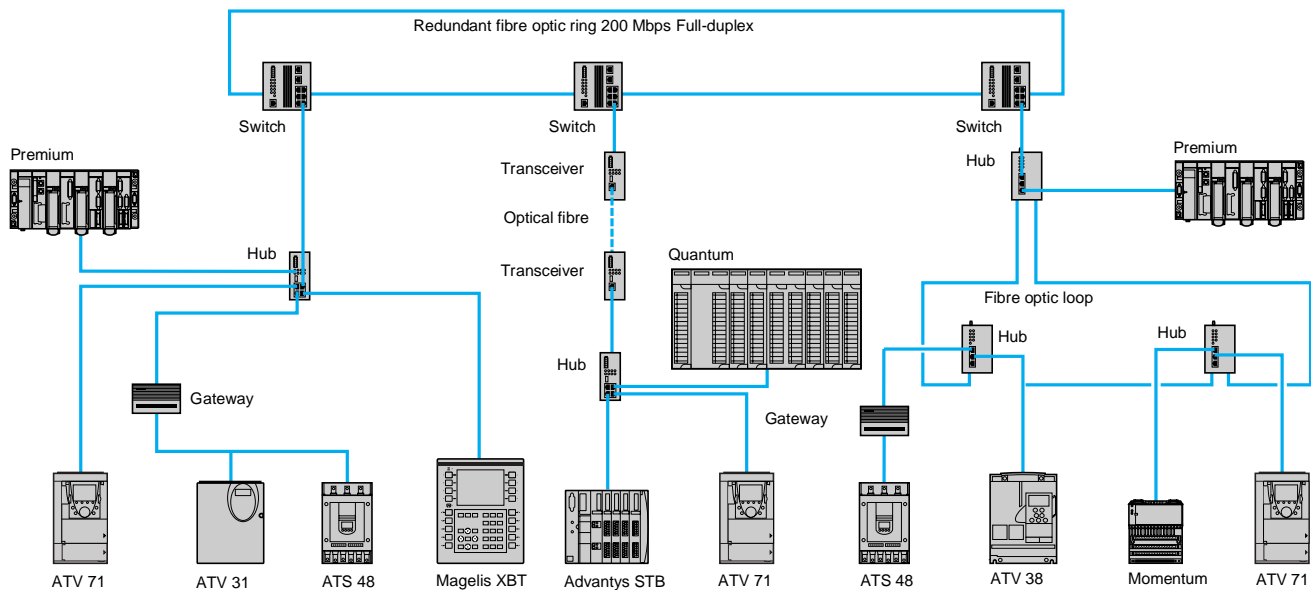 Redundant fibre optic ring 200 Mbps Full-duplex
Switch
Switch
Switch
Premium
Transceiver
Hub
Premium
Optical fibre
Hub
Transceiver
Quantum
Fibre optic loop
Hub
Hub
Hub
Gateway
Gateway
ATV 71
ATV 31
ATS 48
Magelis XBT
Advantys STB
ATV 71
ATS 48
ATV 38
Momentum
ATV 71